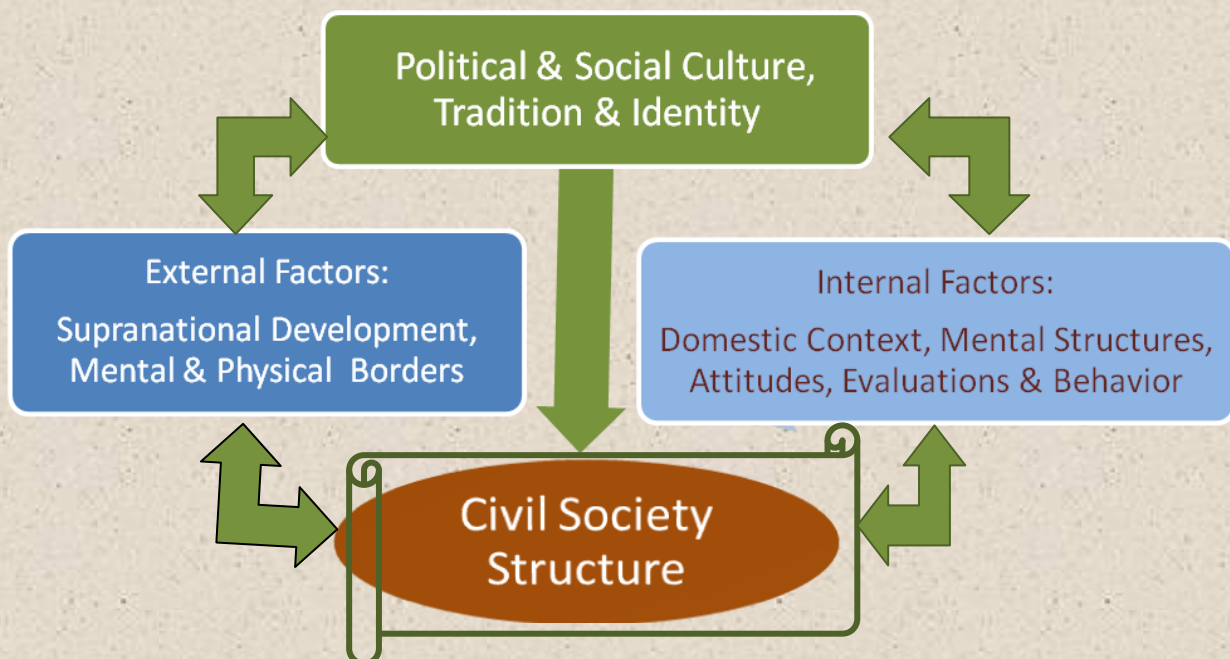 Political & Social Culture,
Tradition & Identity
External Factors:
Supranational Development,
Mental & Physical Borders
Internal Factors:
Domestic Context, Mental Structures,
Attitudes, Evaluations & Behavior
Civil Society
Structure